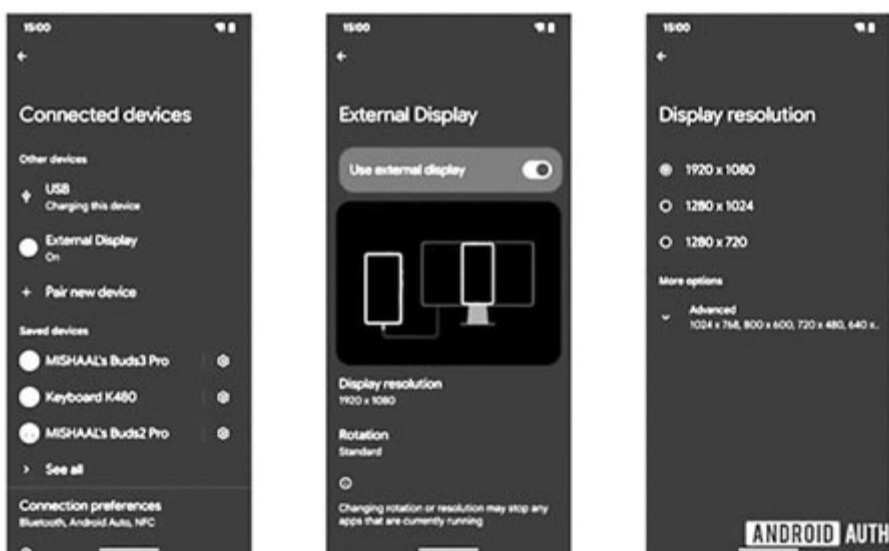 15:00
Connected devices
Other devices
USB
Charging this device
External Display
On
+ Pair new device
Saved devices
MISHAAL's Buds3 Pro
Keyboard K480
MISHAAL's Buds2 Pro
See all
Connection preferences
Bluetooth, Android Auto, NFC
15:00
External Display
Use external display
Display resolution
1920 x 1080
Rotation
Standard
Changing rotation or resolution may stop any
apps that are currently running
15:00
Display resolution
1920 x 1080
1280 x 1024
1280 x 720
More options
Advanced
1024 x 768, 800 x 600, 720 x 480, 640 x..
ANDROID AUTH